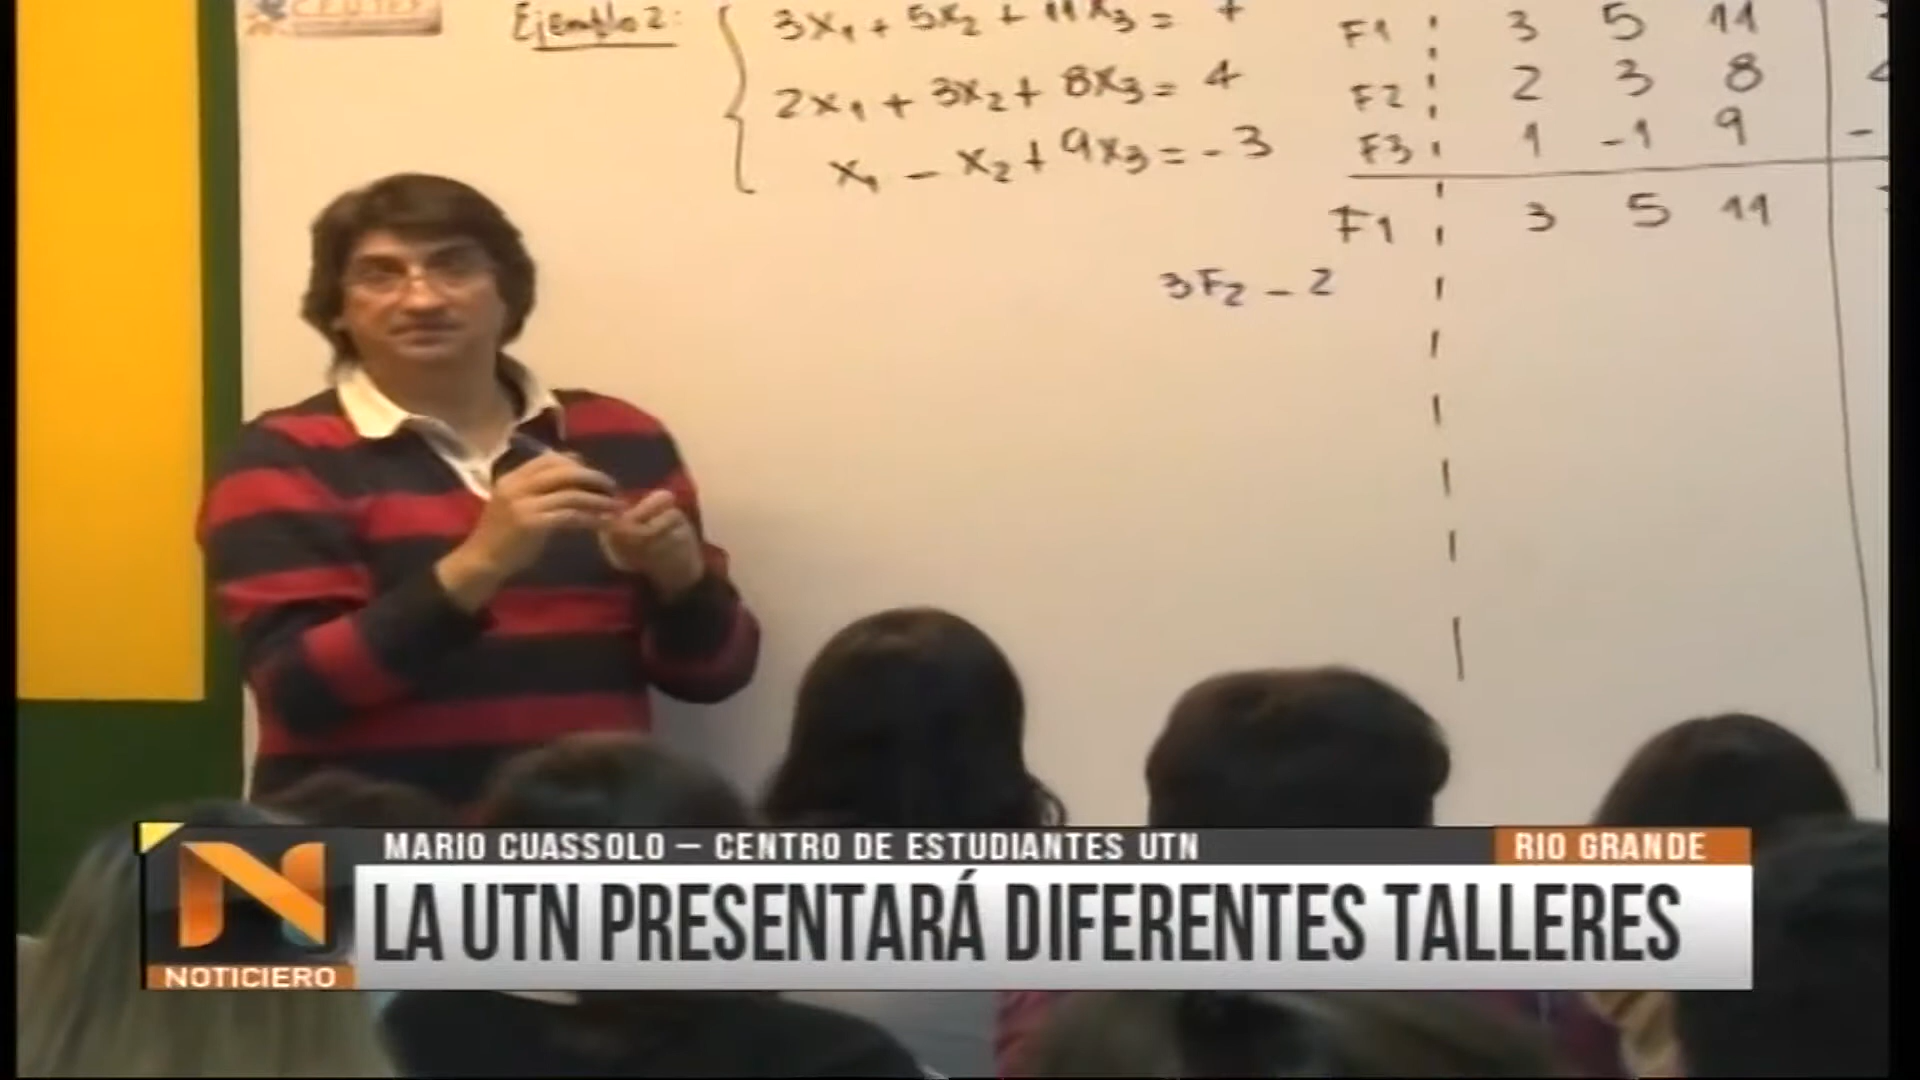 Ejemplo 2:
3x₁ + 5x₂ + 11x₃ =
2x₁ + 3x₂ + 8x₃ = 4
x₁ - x₂ + 9x₃ = -3
F1 3 5 11
F2 2 3 8
F3 1 -1 9 -
F1 3 5 11
3F₂ - 2
MARIO CUASSOLO – CENTRO DE ESTUDIANTES UTN
RIO GRANDE
LA UTN PRESENTARÁ DIFERENTES TALLERES
NOTICIERO